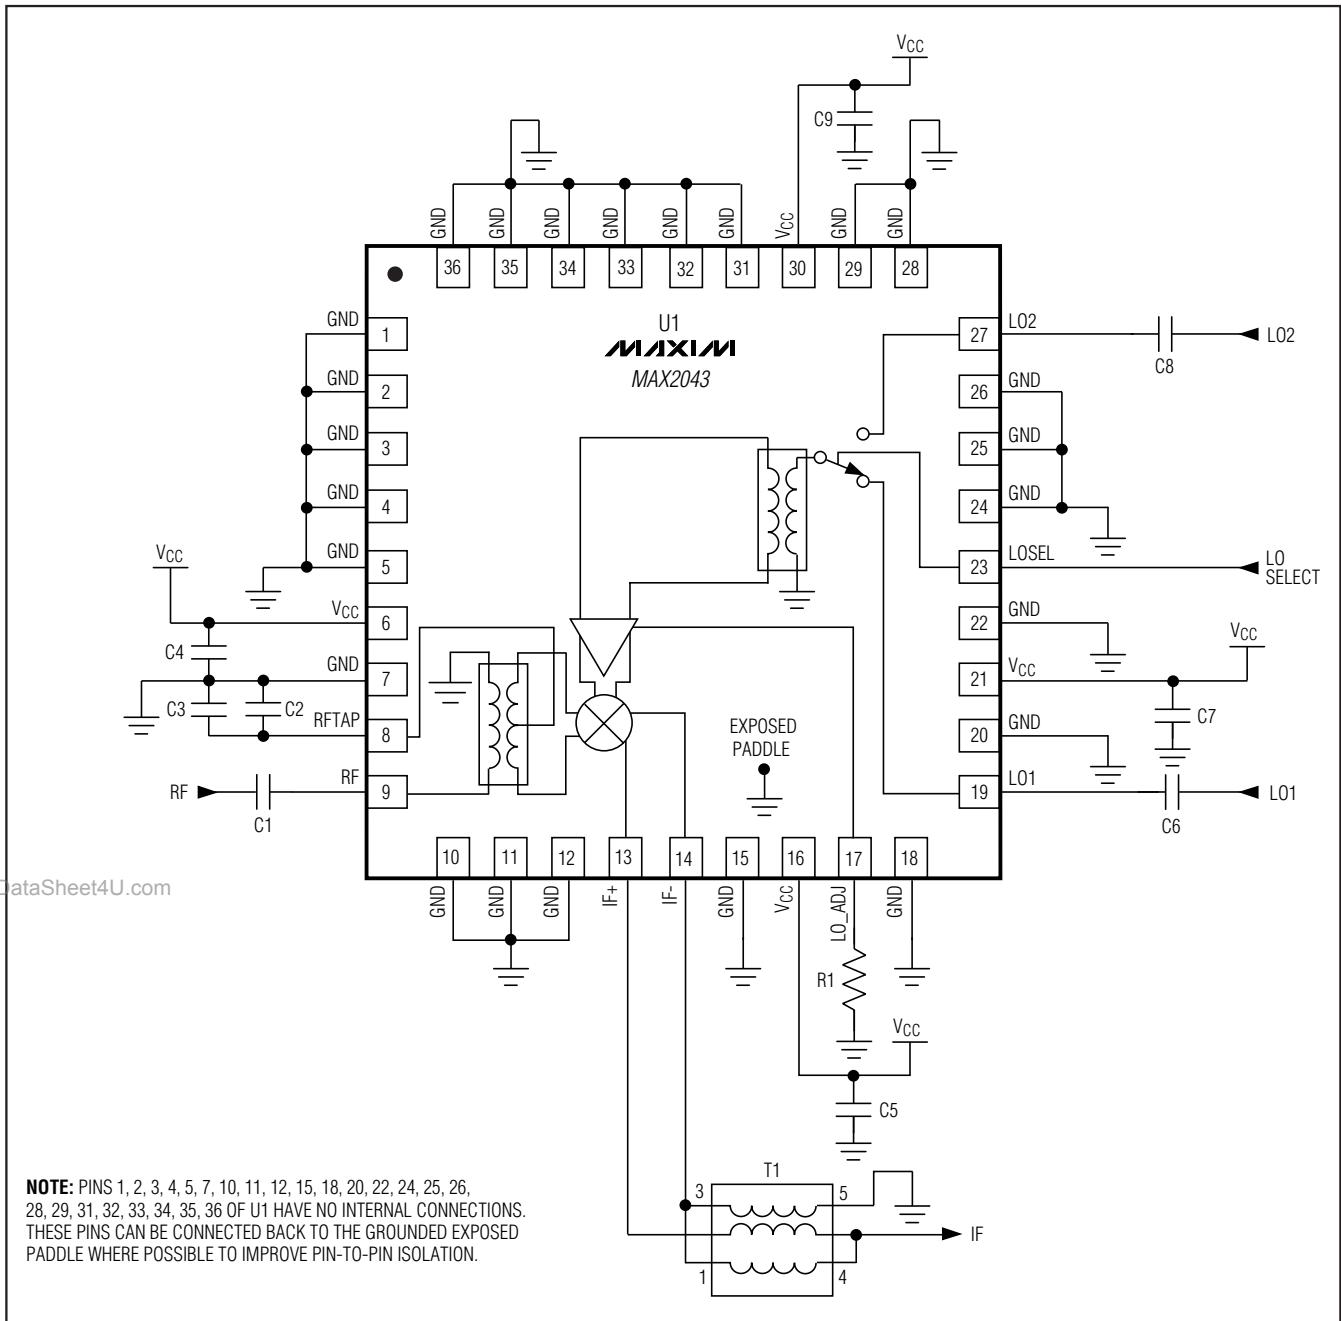 VCC
C9
GND
GND
GND
GND
GND
GND
VCC
GND
GND
36
35
34
33
32
31
30
29
28
U1
MAXIM
MAX2043
GND
1
GND
2
GND
3
GND
4
GND
5
VCC
VCC
6
C4
GND
7
C3
C2
RFTAP
8
RF
RF
9
C1
27
LO2
LO2
C8
26
GND
25
GND
24
GND
23
LOSEL
LO
SELECT
22
GND
VCC
21
VCC
C7
20
GND
19
LO1
LO1
C6
EXPOSED
PADDLE
10
11
12
13
14
15
16
17
18
GND
GND
GND
IF+
IF-
GND
VCC
LO_ADJ
GND
DataSheet4U.com
R1
VCC
C5
T1
3
5
IF
1
4
NOTE: PINS 1, 2, 3, 4, 5, 7, 10, 11, 12, 15, 18, 20, 22, 24, 25, 26,
28, 29, 31, 32, 33, 34, 35, 36 OF U1 HAVE NO INTERNAL CONNECTIONS.
THESE PINS CAN BE CONNECTED BACK TO THE GROUNDED EXPOSED
PADDLE WHERE POSSIBLE TO IMPROVE PIN-TO-PIN ISOLATION.